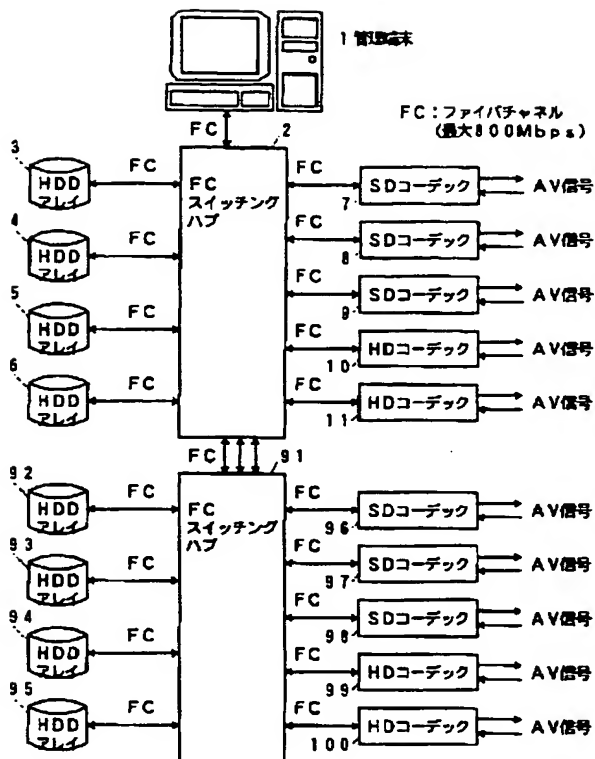 1 管理端末
FC:ファイバチャネル
(最大800Mbps)
FC
2
3
HDD
アレイ
FC
FC
スイッチング
ハブ
FC
7
SDコーデック
AV信号
4
HDD
アレイ
FC
FC
8
SDコーデック
AV信号
5
HDD
アレイ
FC
FC
9
SDコーデック
AV信号
6
HDD
アレイ
FC
FC
10
HDコーデック
AV信号
FC
11
HDコーデック
AV信号
FC
91
92
HDD
アレイ
FC
FC
スイッチング
ハブ
FC
96
SDコーデック
AV信号
93
HDD
アレイ
FC
FC
97
SDコーデック
AV信号
94
HDD
アレイ
FC
FC
98
SDコーデック
AV信号
95
HDD
アレイ
FC
FC
99
HDコーデック
AV信号
FC
100
HDコーデック
AV信号